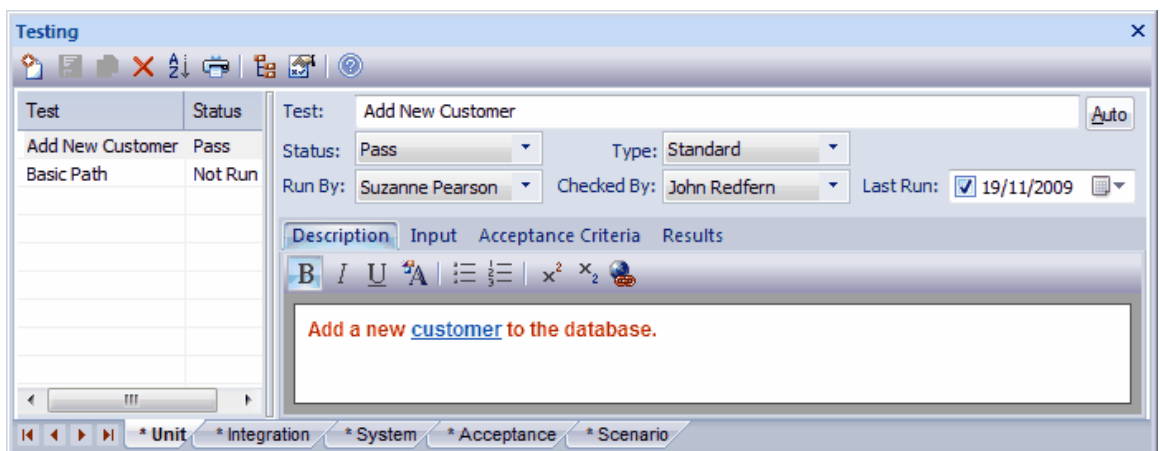 Testing
Test Status
Add New Customer Pass
Basic Path Not Run
Test: Add New Customer Auto
Status: Pass Type: Standard
Run By: Suzanne Pearson Checked By: John Redfern Last Run: 19/11/2009
Description Input Acceptance Criteria Results
B I U A x² x₂
Add a new customer to the database.
* Unit * Integration * System * Acceptance * Scenario